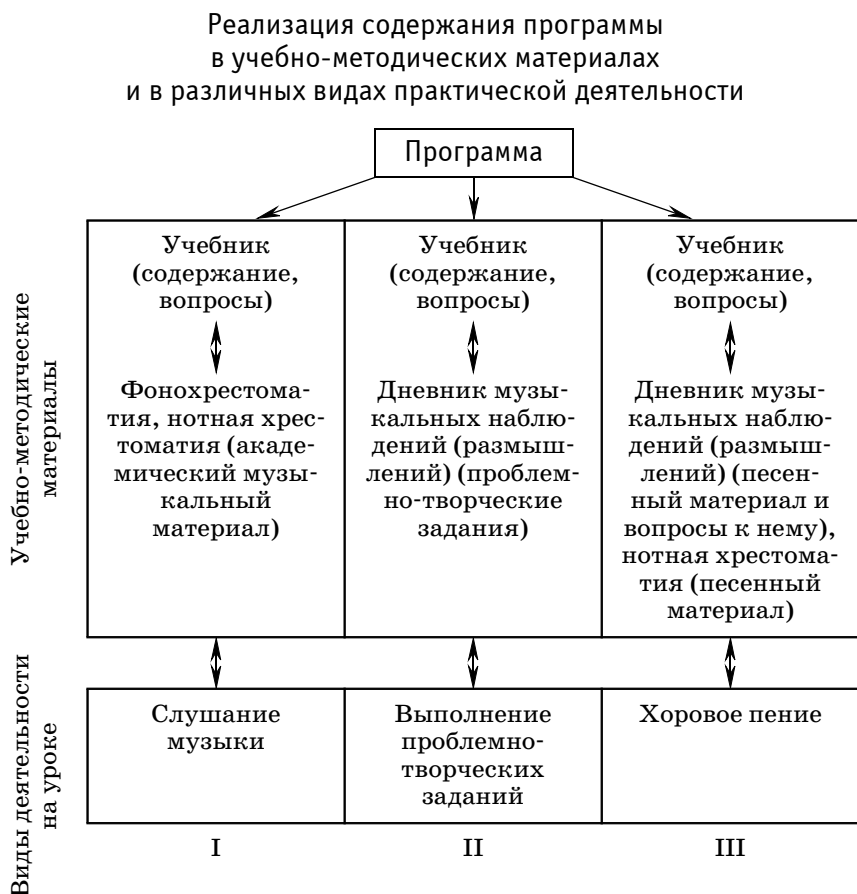 Реализация содержания программы
в учебно-методических материалах
и в различных видах практической деятельности
Программа
Учебно-методические
материалы
Учебник
(содержание,
вопросы)
Фонохрестома-
тия, нотная хрес-
томатия (акаде-
мический музы-
кальный
материал)
Учебник
(содержание,
вопросы)
Дневник музы-
кальных наблю-
дений (размыш-
лений) (проблем-
но-творческие
задания)
Учебник
(содержание,
вопросы)
Дневник музы-
кальных наблю-
дений (размыш-
лений) (песен-
ный материал и
вопросы к нему),
нотная хрестома-
тия (песенный
материал)
Виды деятельности
на уроке
Слушание
музыки
Выполнение
проблемно-
творческих
заданий
Хоровое пение
I
II
III